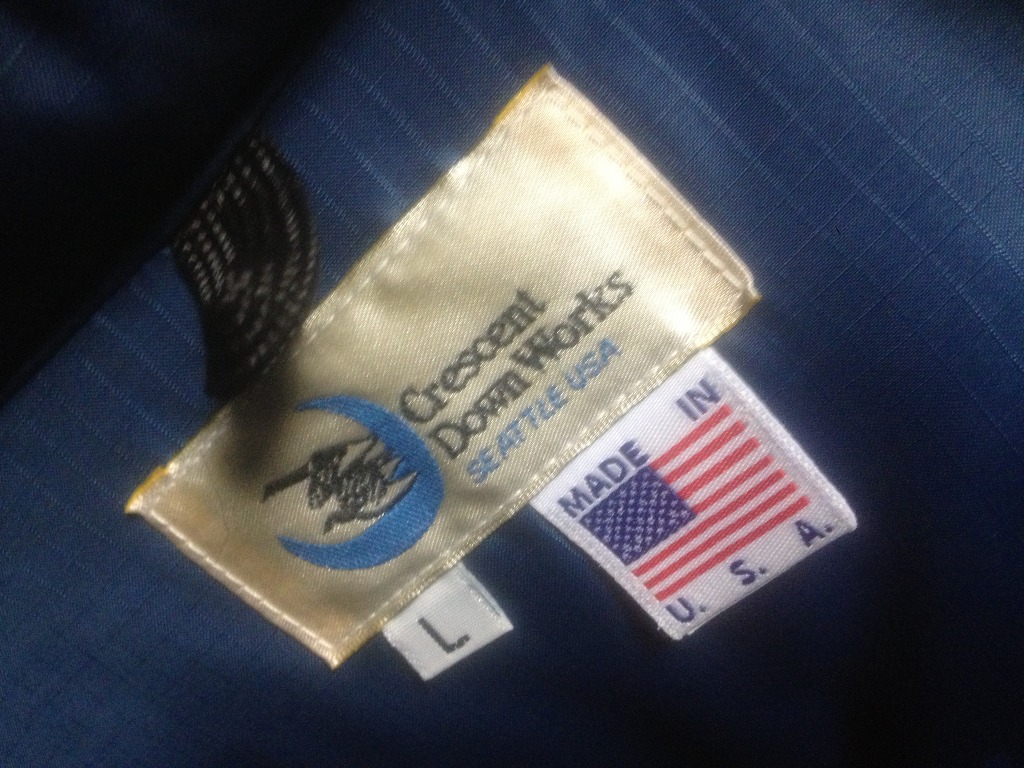 Crescent
Down Works
SEATTLE USA
MADE IN
U. S. A.
L